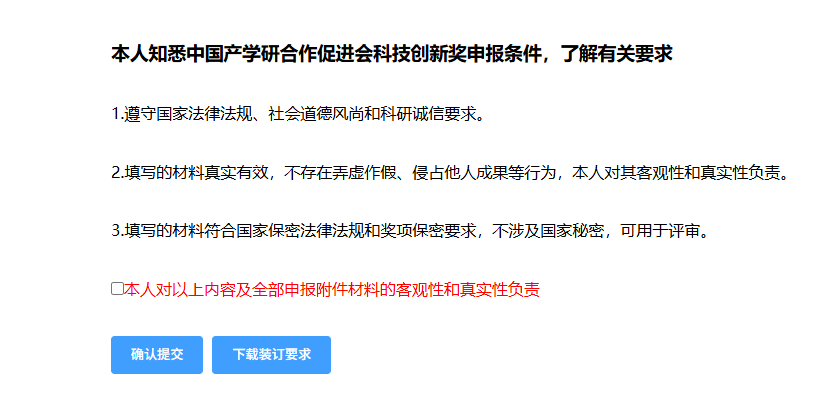 本人知悉中国产学研合作促进会科技创新奖申报条件，了解有关要求
1.遵守国家法律法规、社会道德风尚和科研诚信要求。
2.填写的材料真实有效，不存在弄虚作假、侵占他人成果等行为，本人对其客观性和真实性负责。
3.填写的材料符合国家保密法律法规和奖项保密要求，不涉及国家秘密，可用于评审。
本人对以上内容及全部申报附件材料的客观性和真实性负责
确认提交 下载装订要求